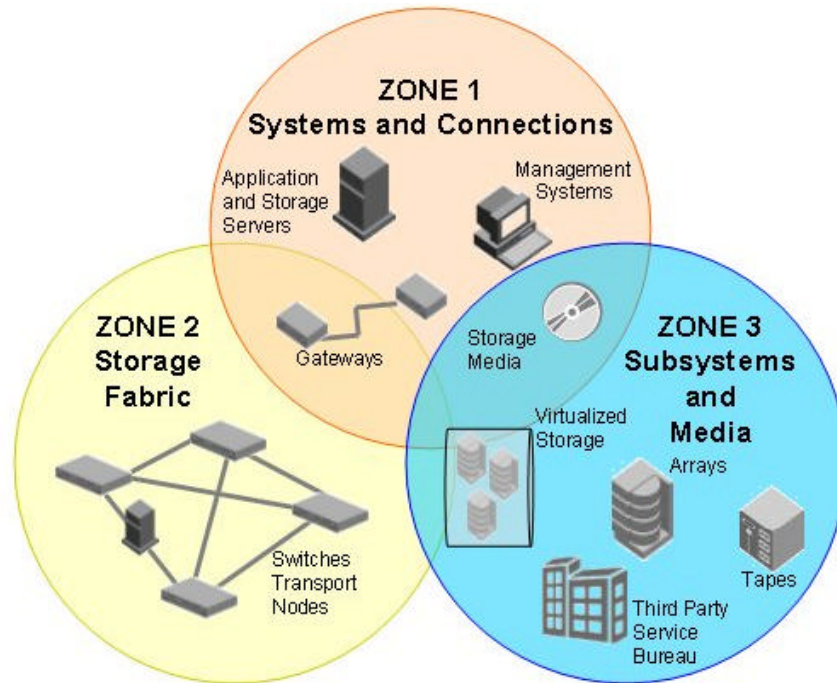 ZONE 1
Systems and Connections
Application
and Storage
Servers
Management
Systems
Gateways
Storage
Media
ZONE 2
Storage
Fabric
Switches
Transport
Nodes
ZONE 3
Subsystems
and
Media
Virtualized
Storage
Arrays
Tapes
Third Party
Service
Bureau